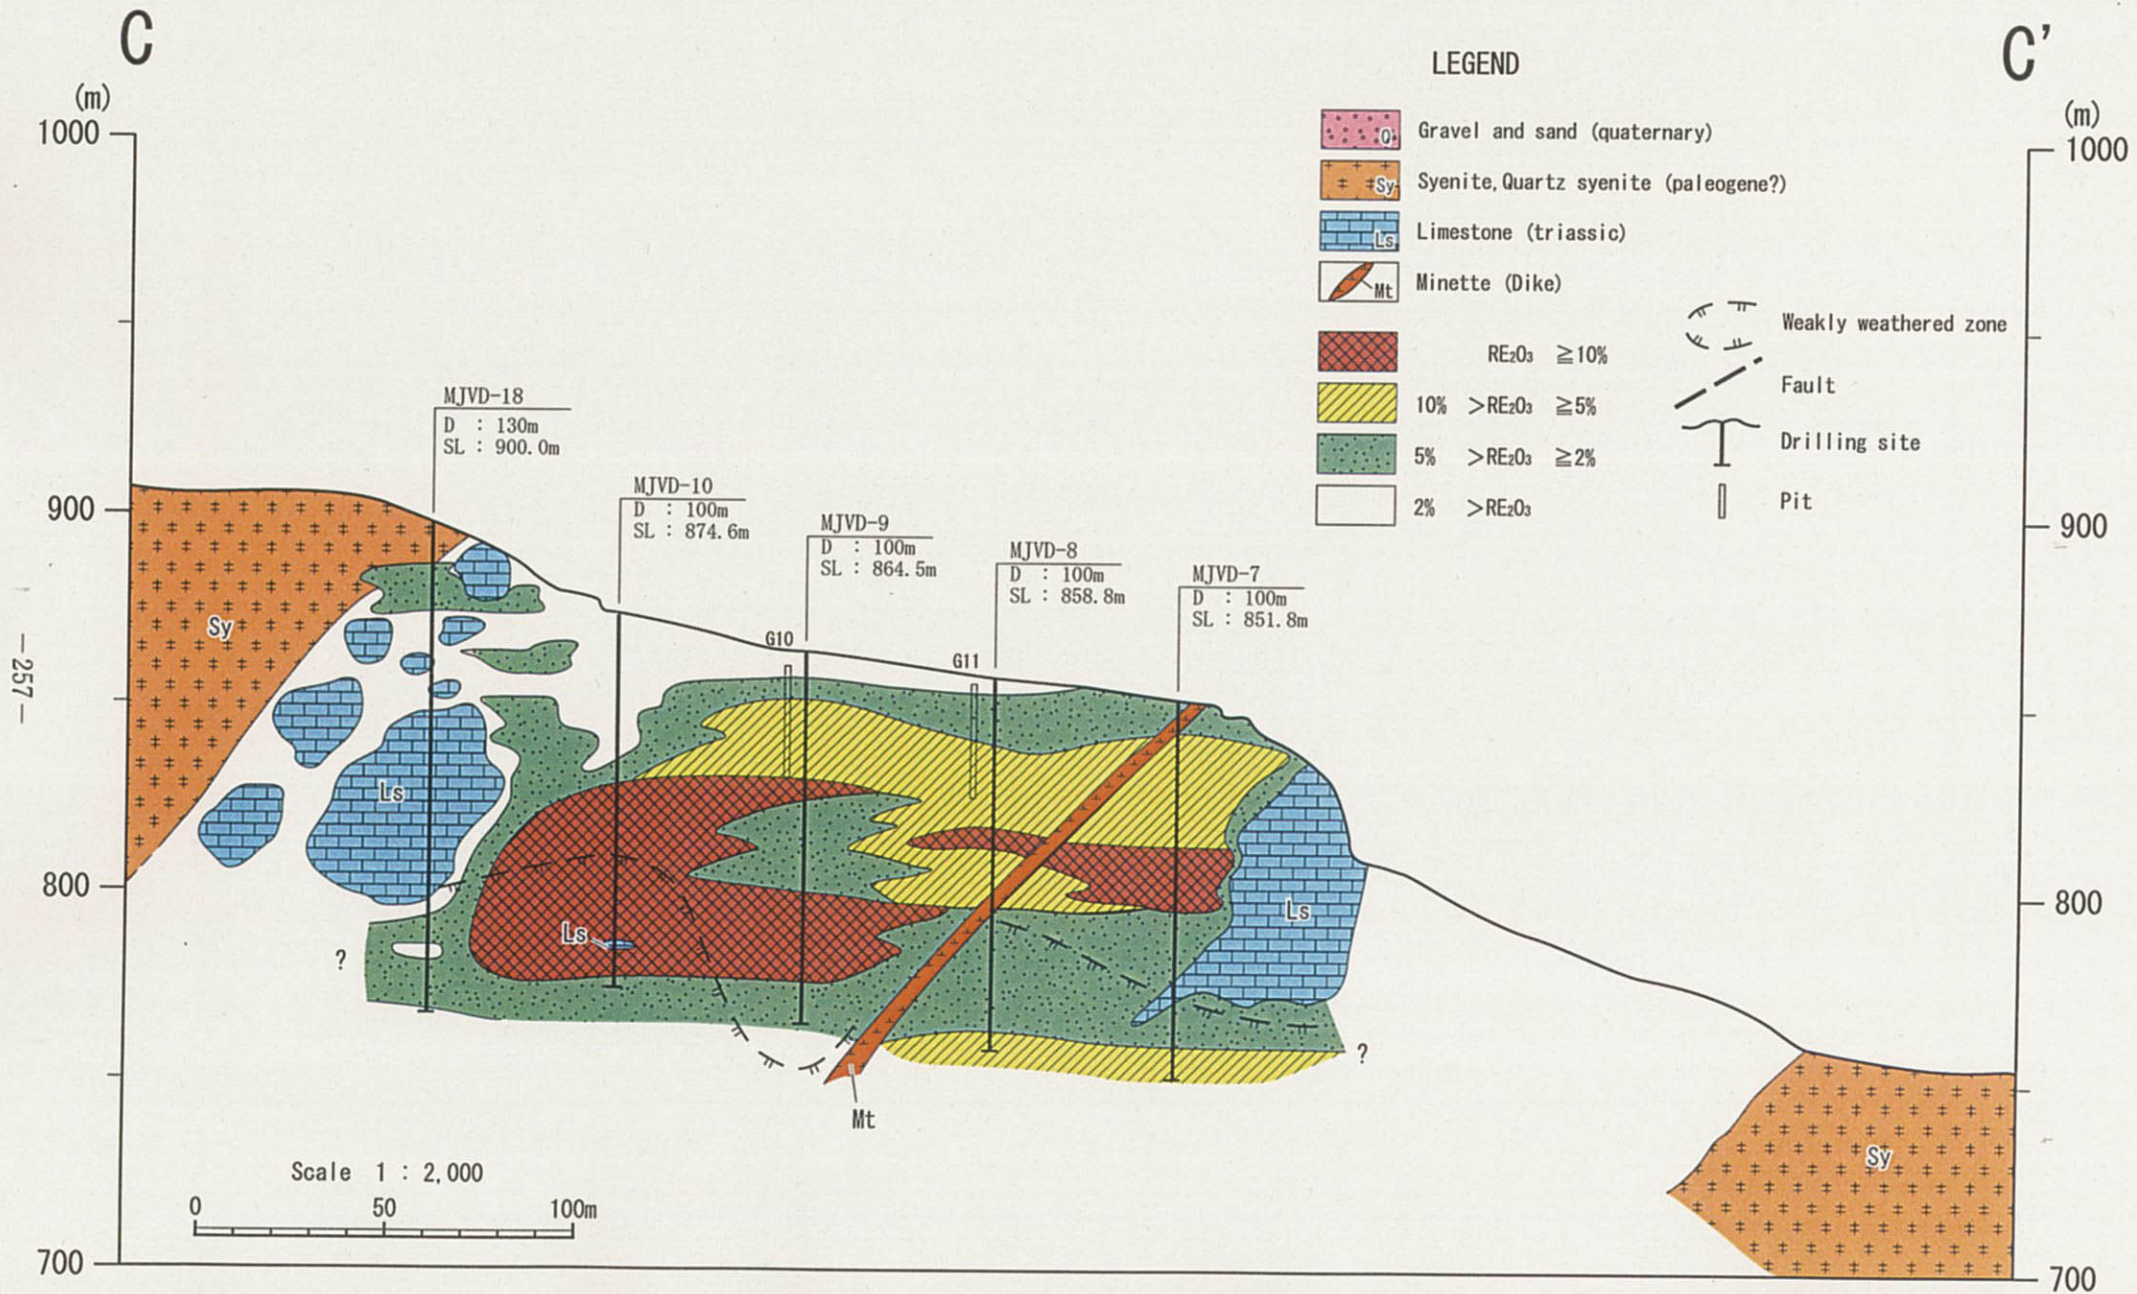 C
C'
(m)
1000
900
800
700
(m)
1000
900
800
700
LEGEND
Q
Gravel and sand (quaternary)
Sy
Syenite, Quartz syenite (paleogene?)
Ls
Limestone (triassic)
Mt
Minette (Dike)
RE₂O₃ ≧10%
10% >RE₂O₃ ≧5%
5% >RE₂O₃ ≧2%
2% >RE₂O₃
Weakly weathered zone
Fault
Drilling site
Pit
MJVD-18
D : 130m
SL : 900.0m
MJVD-10
D : 100m
SL : 874.6m
MJVD-9
D : 100m
SL : 864.5m
MJVD-8
D : 100m
SL : 858.8m
MJVD-7
D : 100m
SL : 851.8m
G10
G11
Sy
Ls
Ls
Ls
?
?
Mt
Sy
Scale 1 : 2,000
0 50 100m
—257—